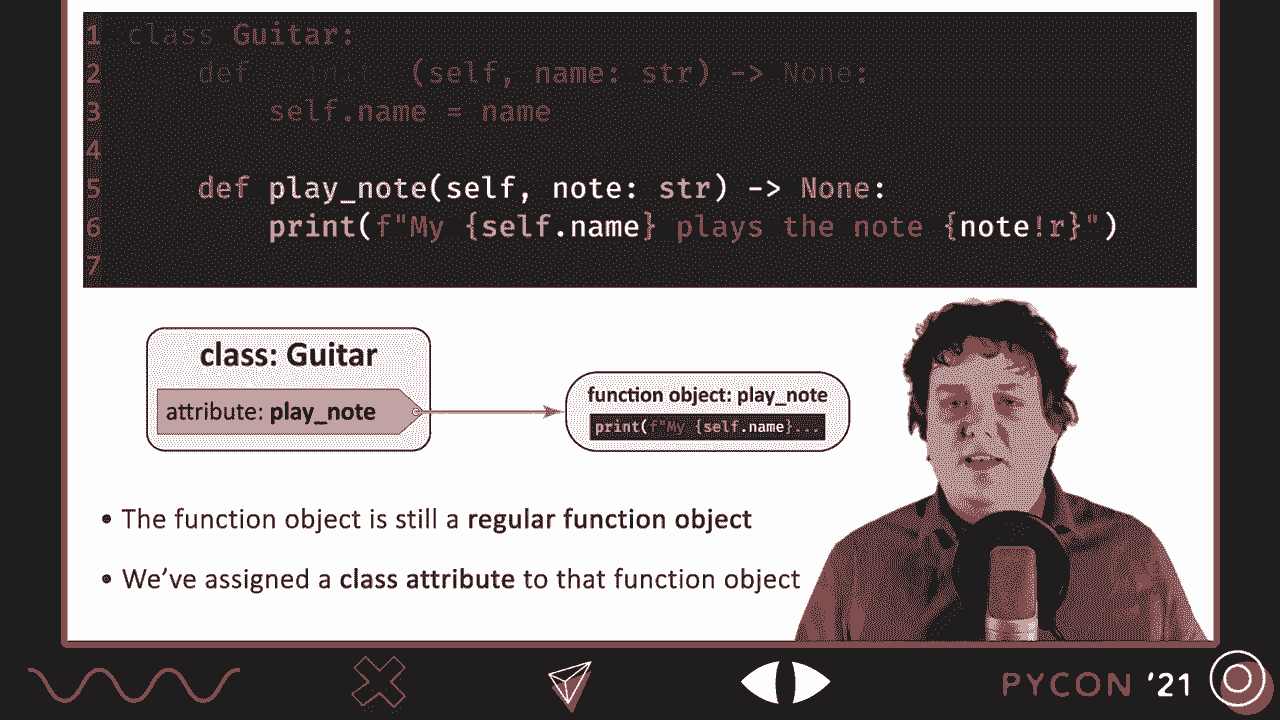 1 class Guitar:
2 def __init__(self, name: str) -> None:
3 self.name = name
4
5 def play_note(self, note: str) -> None:
6 print(f"My {self.name} plays the note {note!r}")
7
class: Guitar
attribute: play_note
function object: play_note
print(f"My {self.name}...
• The function object is still a regular function object
• We've assigned a class attribute to that function object
PYCON '21